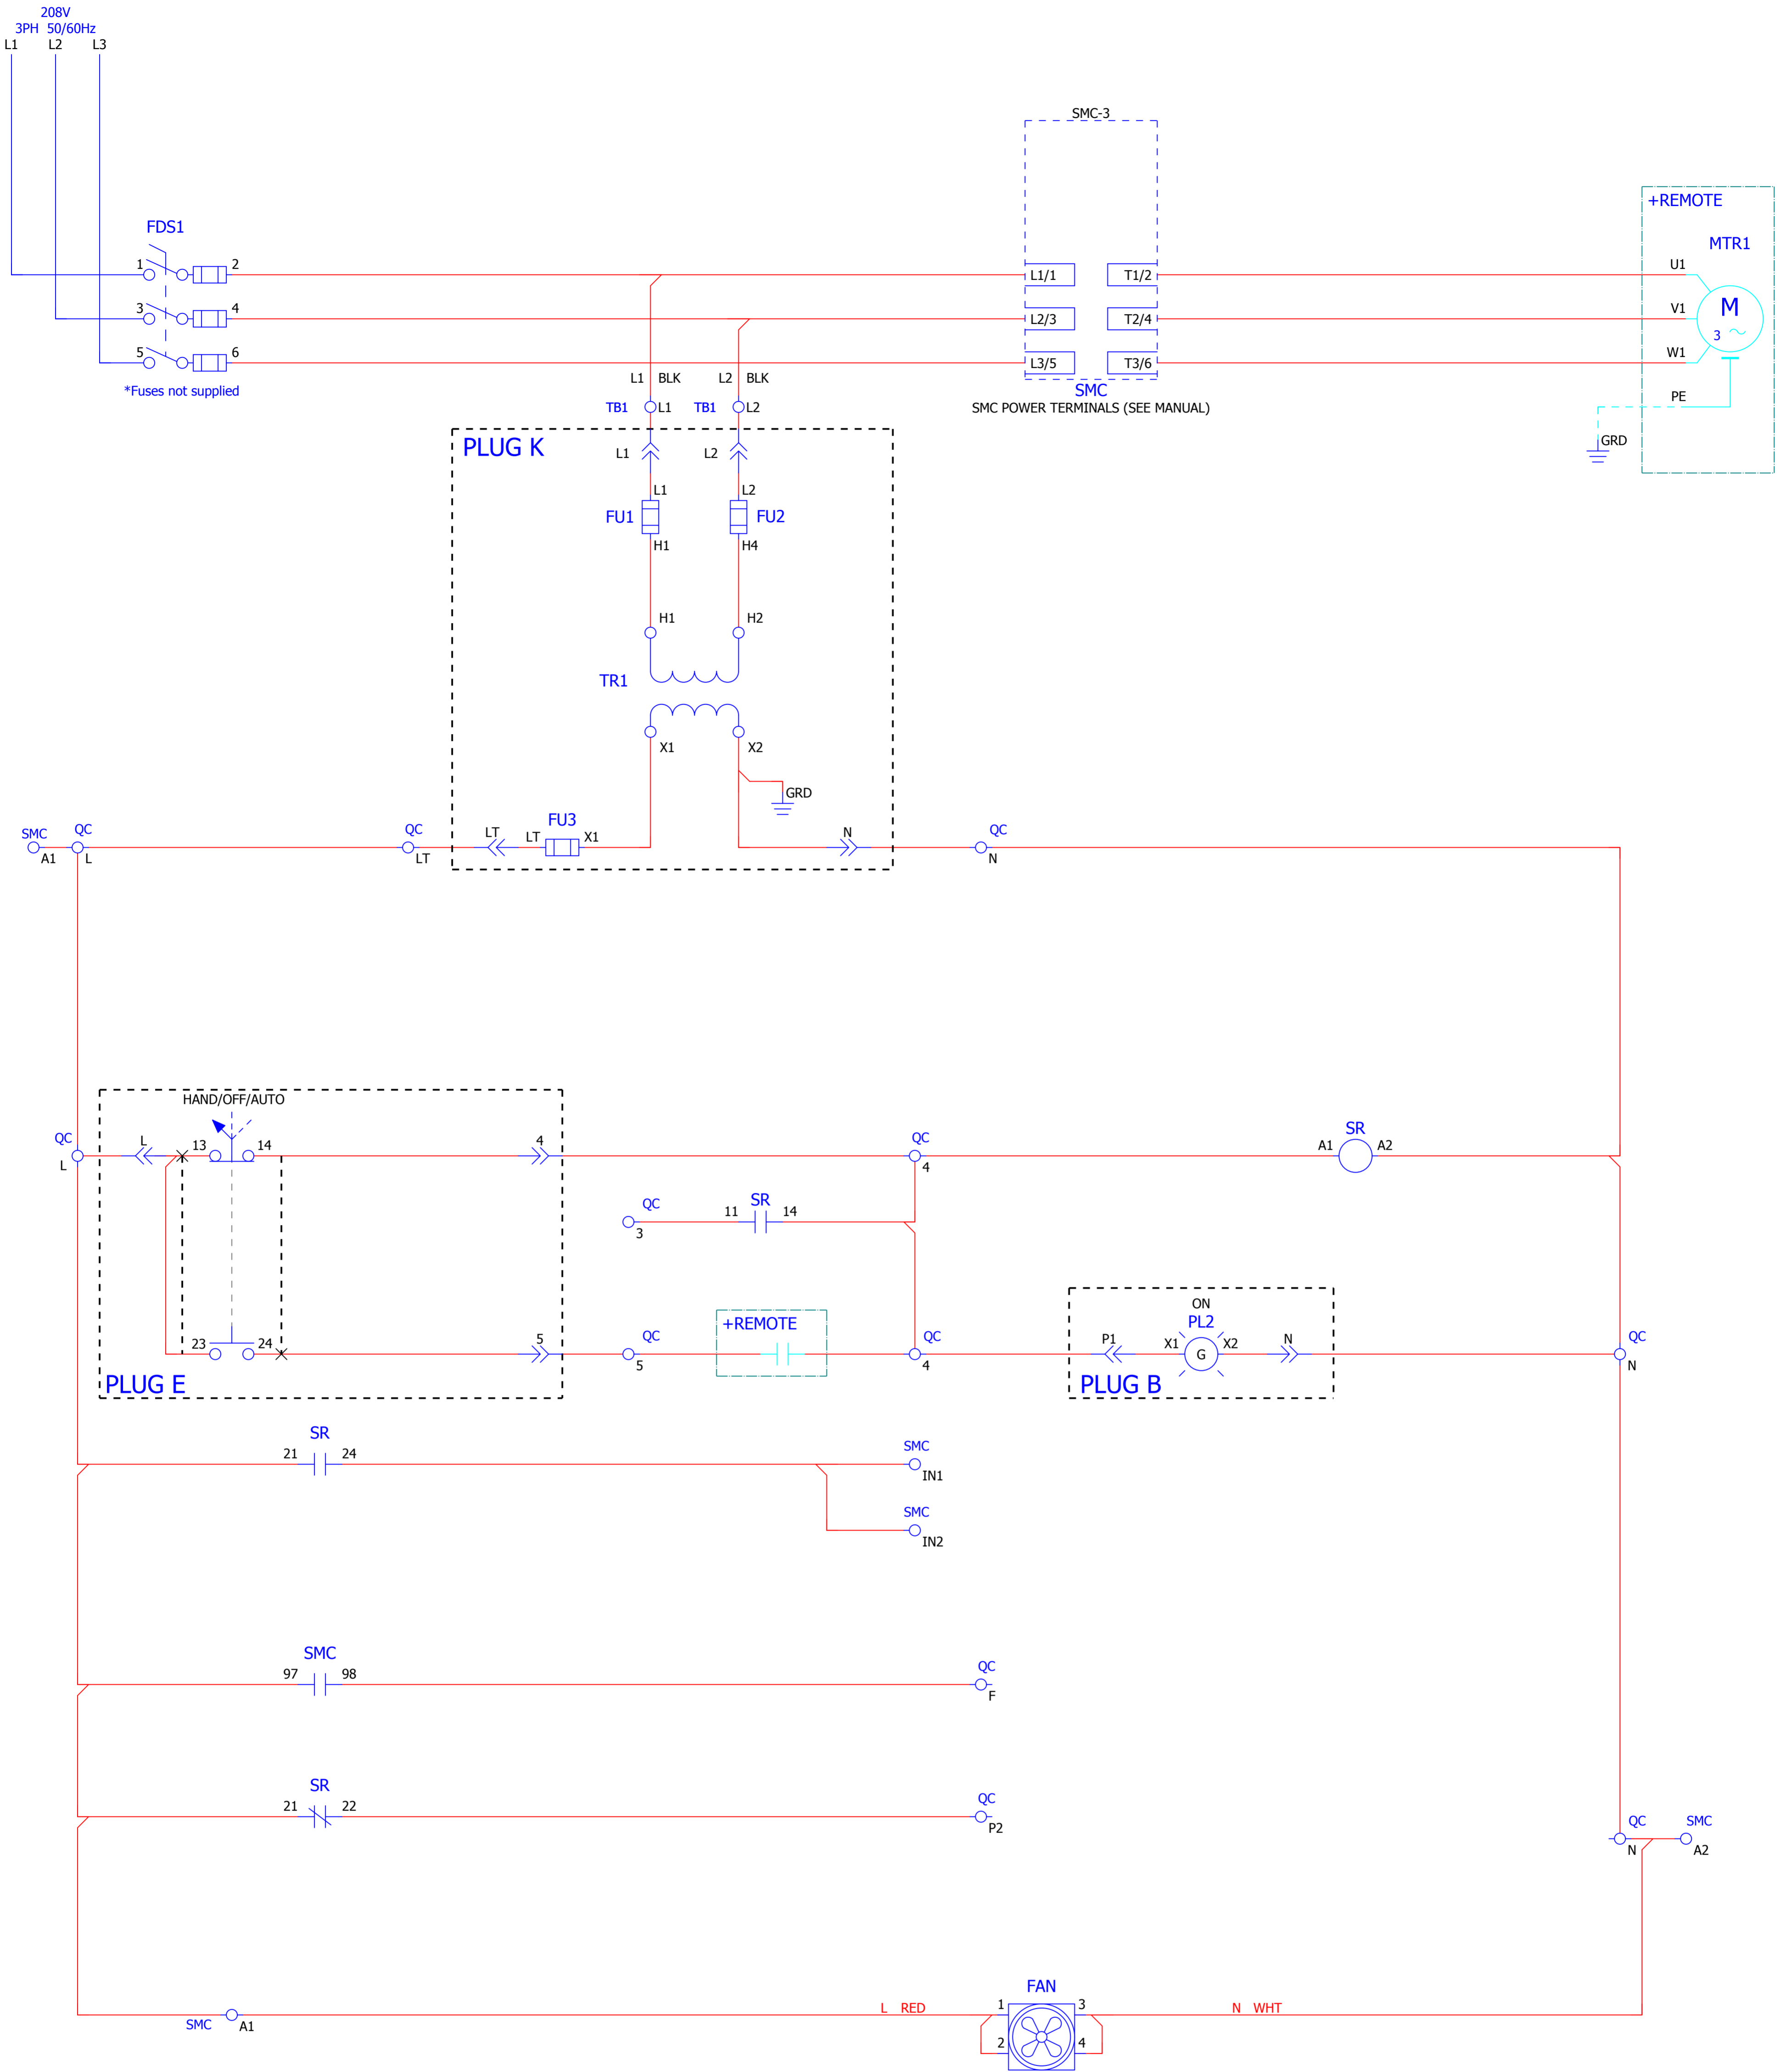 208V
3PH 50/60Hz
L1 L2 L3
SMC-3
+REMOTE
MTR1
FDS1
1 2
L1/1 T1/2
U1
3 4
L2/3 T2/4
V1
M
3
5 6
L3/5 T3/6
W1
*Fuses not supplied
L1 BLK L2 BLK
SMC
SMC POWER TERMINALS (SEE MANUAL)
PE
GRD
TB1 L1 TB1 L2
PLUG K
L1 L2
L1 L2
FU1 FU2
H1 H4
H1 H2
TR1
X1 X2
GRD
SMC QC QC LT LT FU3 X1 N QC
A1 L LT N
HAND/OFF/AUTO
QC L 13 14 4 QC A1 SR A2
L 4
QC 11 SR 14
3
+REMOTE
ON
PL2
23 24 5 QC QC P1 X1 G X2 N QC
5 4 N
PLUG E PLUG B
SR
21 24
SMC
IN1
SMC
IN2
SMC
97 98
QC
F
SR
21 22
QC
P2
QC SMC
N A2
FAN
L RED 1 3 N WHT
SMC A1
2 4